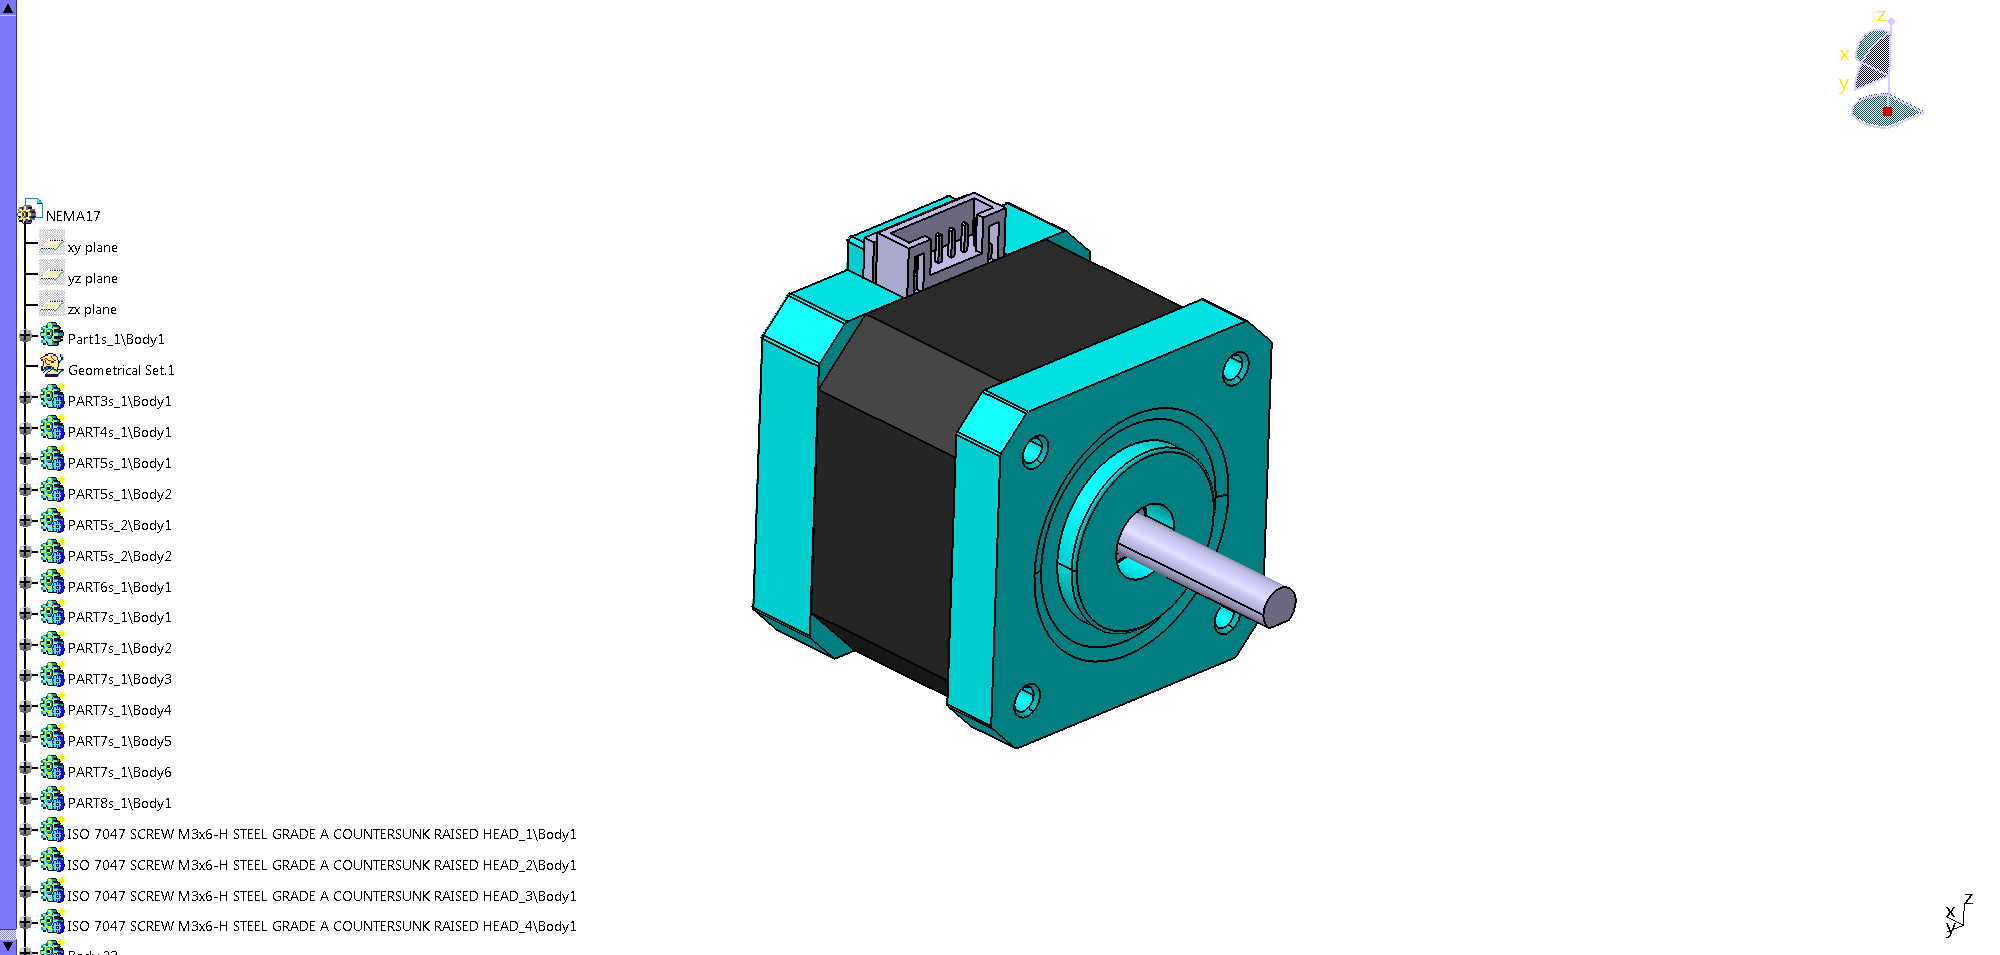 NEMA17
xy plane
yz plane
zx plane
Part1s_1\Body1
Geometrical Set.1
PART3s_1\Body1
PART4s_1\Body1
PART5s_1\Body1
PART5s_1\Body2
PART5s_2\Body1
PART5s_2\Body2
PART6s_1\Body1
PART7s_1\Body1
PART7s_1\Body2
PART7s_1\Body3
PART7s_1\Body4
PART7s_1\Body5
PART7s_1\Body6
PART8s_1\Body1
ISO 7047 SCREW M3x6-H STEEL GRADE A COUNTERSUNK RAISED HEAD_1\Body1
ISO 7047 SCREW M3x6-H STEEL GRADE A COUNTERSUNK RAISED HEAD_2\Body1
ISO 7047 SCREW M3x6-H STEEL GRADE A COUNTERSUNK RAISED HEAD_3\Body1
ISO 7047 SCREW M3x6-H STEEL GRADE A COUNTERSUNK RAISED HEAD_4\Body1
z
x
y
z
x
y